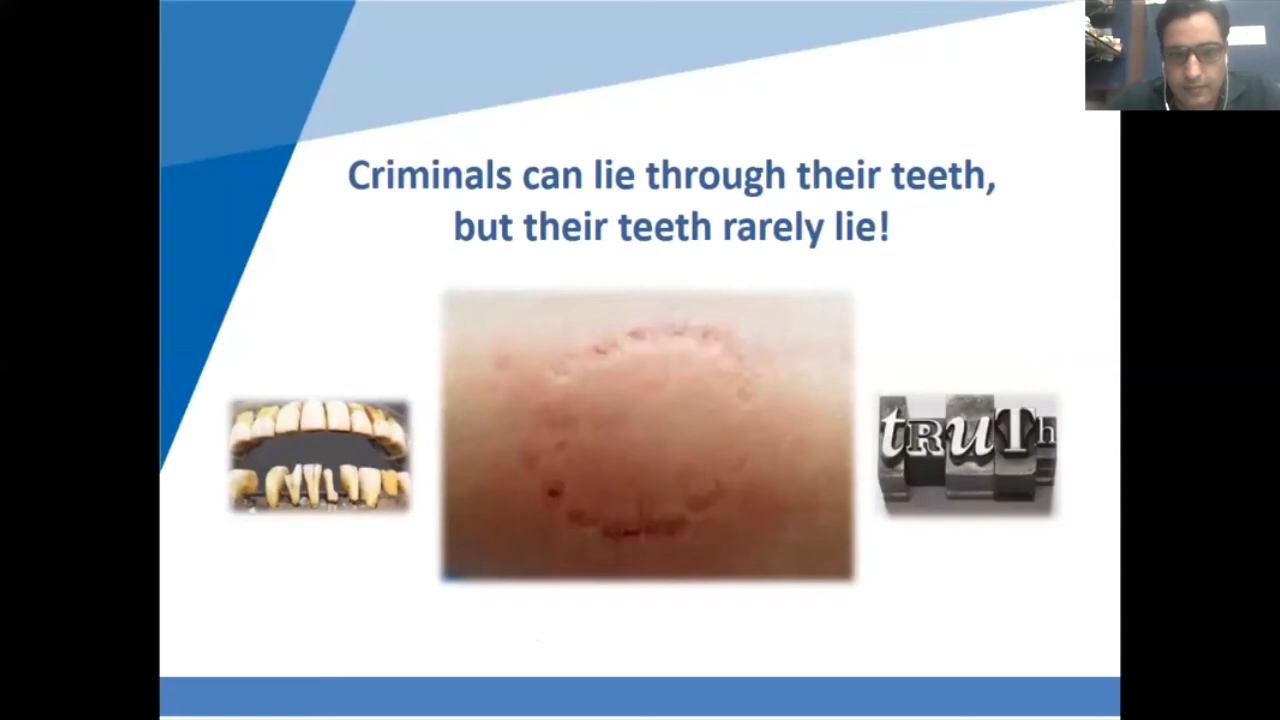 Criminals can lie through their teeth,
but their teeth rarely lie!
tRuTh